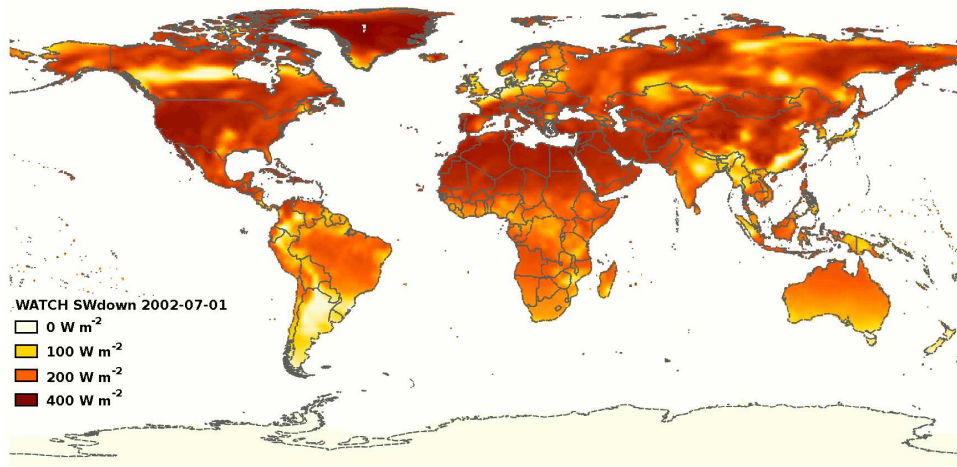 WATCH SWdown 2002-07-01
0 W m⁻²
100 W m⁻²
200 W m⁻²
400 W m⁻²